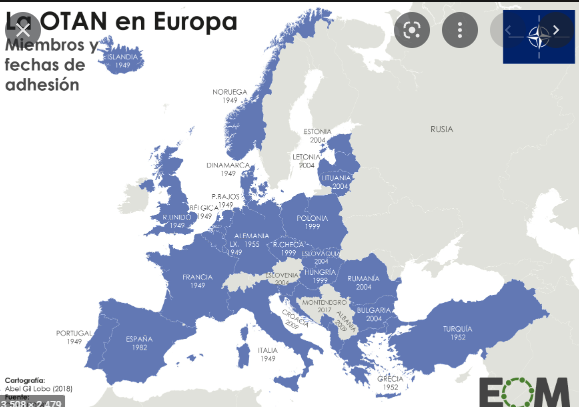 La OTAN en Europa
Miembros y
fechas de
adhesión
ISLANDIA
1949
NORUEGA
1949
RUSIA
ESTONIA
2004
LETONIA
2004
DINAMARCA
1949
LITUANIA
2004
P.BAJOS
1949
BÉLGICA
1949
R.UNIDO
1949
POLONIA
1999
ALEMANIA
1955
LX.
1949
R.CHECA
1999
ESLOVAQUIA
2004
FRANCIA
1949
ESLOVENIA
HUNGRÍA
1999
RUMANÍA
2004
MONTENEGRO
2017
CROACIA
2009
ALBANIA
2009
BULGARIA
2004
PORTUGAL
1949
ESPAÑA
1982
ITALIA
1949
TURQUÍA
1952
GRECIA
1952
Cartografía:
Abel Gil Lobo (2018)
Fuente:
3.508 × 2.479
EOM